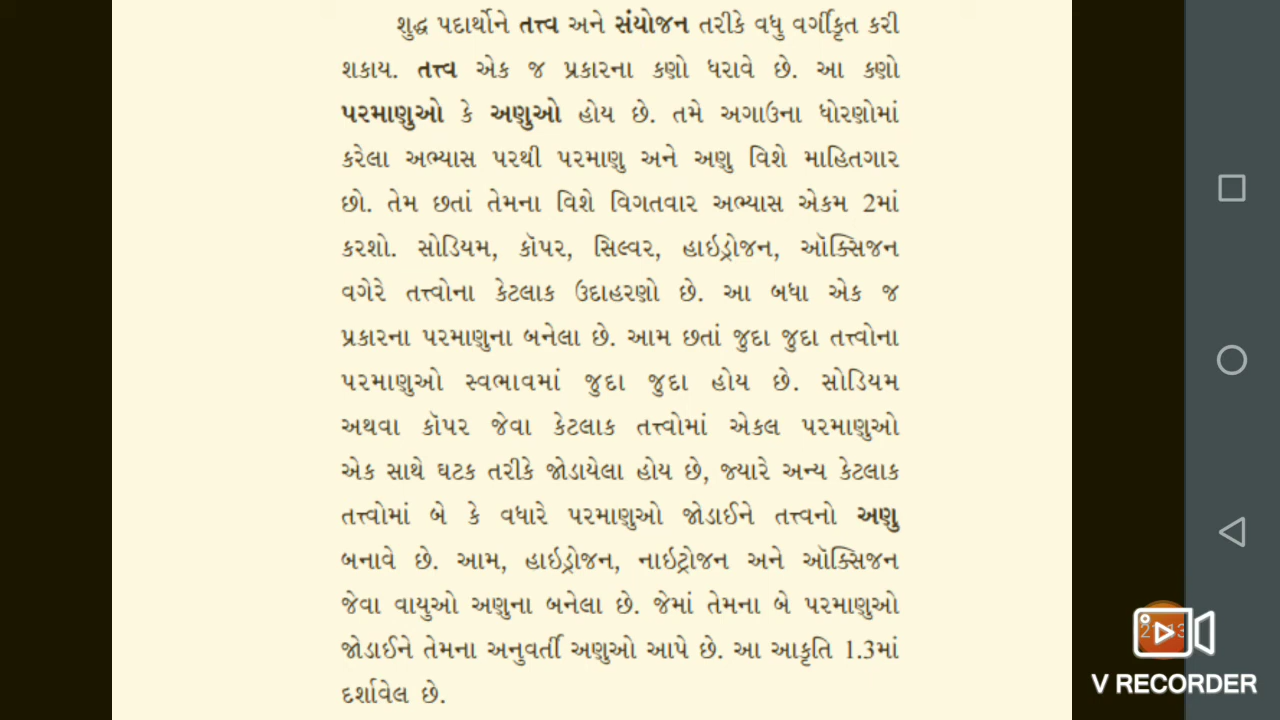 શુદ્ધ પદાર્થોને તત્ત્વ અને સંયોજન તરીકે વધુ વર્ગીકૃત કરી
શકાય. તત્ત્વ એક જ પ્રકારના કણો ધરાવે છે. આ કણો
પરમાણુઓ કે અણુઓ હોય છે. તમે અગાઉના ધોરણોમાં
કરેલા અભ્યાસ પરથી પરમાણુ અને અણુ વિશે માહિતગાર
છો. તેમ છતાં તેમના વિશે વિગતવાર અભ્યાસ એકમ 2માં
કરશો. સોડિયમ, કૉપર, સિલ્વર, હાઇડ્રોજન, ઑક્સિજન
વગેરે તત્ત્વોના કેટલાક ઉદાહરણો છે. આ બધા એક જ
પ્રકારના પરમાણુના બનેલા છે. આમ છતાં જુદા જુદા તત્ત્વોના
પરમાણુઓ સ્વભાવમાં જુદા જુદા હોય છે. સોડિયમ
અથવા કૉપર જેવા કેટલાક તત્ત્વોમાં એકલ પરમાણુઓ
એક સાથે ઘટક તરીકે જોડાયેલા હોય છે, જ્યારે અન્ય કેટલાક
તત્ત્વોમાં બે કે વધારે પરમાણુઓ જોડાઈને તત્ત્વનો અણુ
બનાવે છે. આમ, હાઇડ્રોજન, નાઇટ્રોજન અને ઑક્સિજન
જેવા વાયુઓ અણુના બનેલા છે. જેમાં તેમના બે પરમાણુઓ
જોડાઈને તેમના અનુવર્તી અણુઓ આપે છે. આ આકૃતિ 1.3માં
દર્શાવેલ છે.
V RECORDER